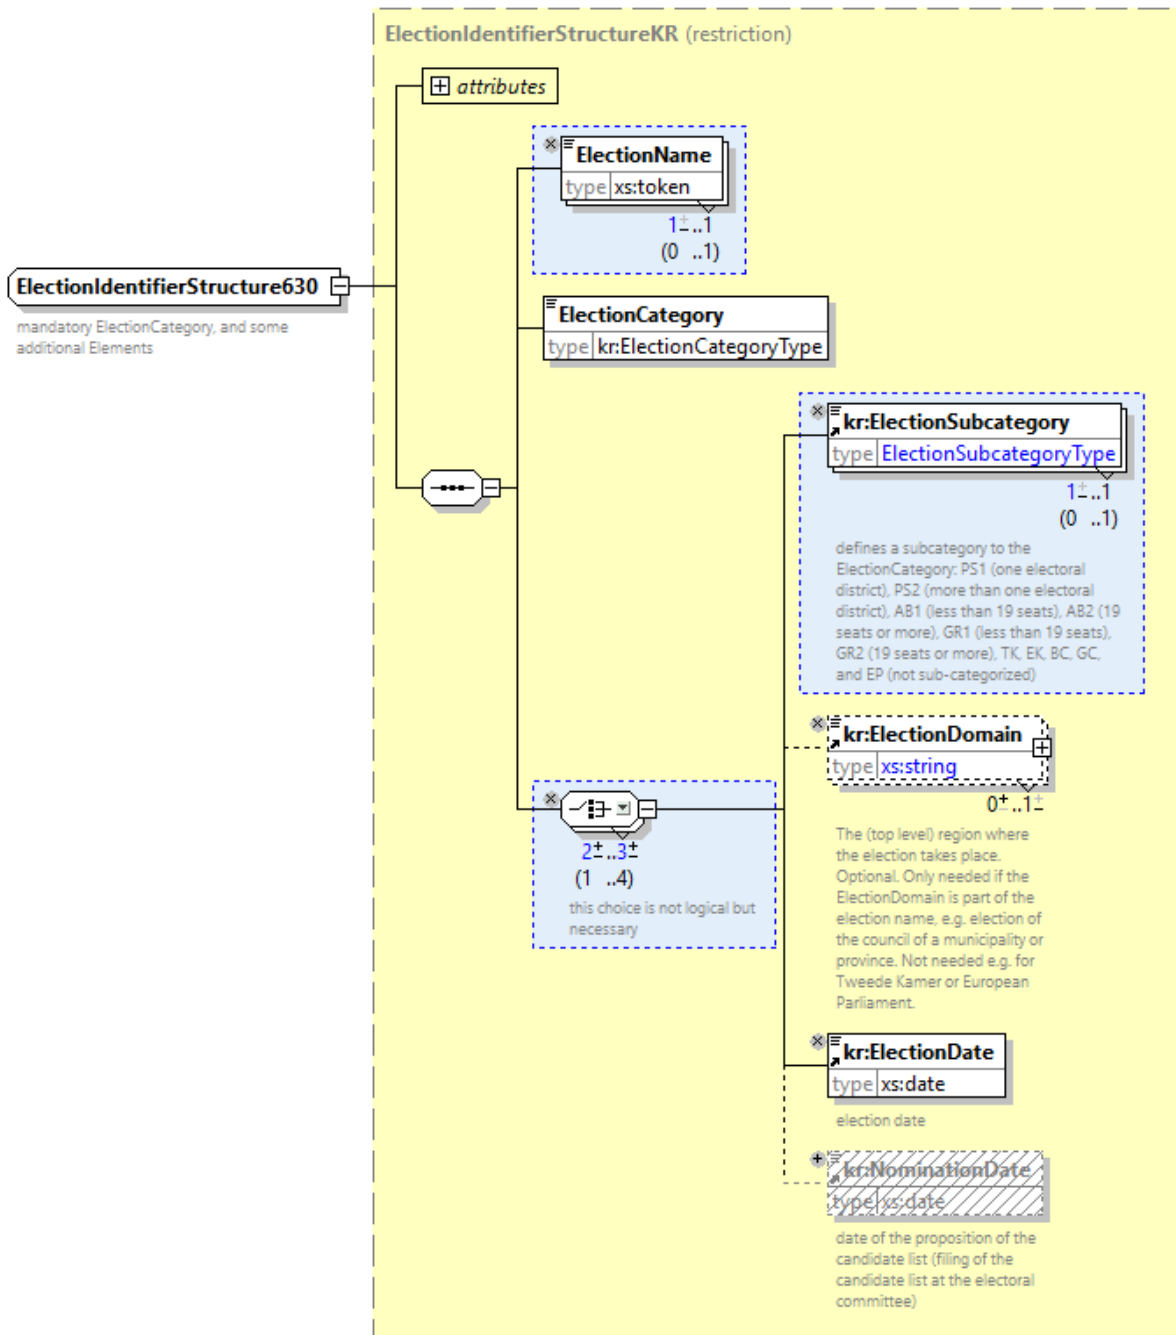 ElectionIdentifierStructureKR (restriction)
attributes
ElectionName
type xs:token
1±..1
(0 ..1)
ElectionIdentifierStructure630
mandatory ElectionCategory, and some
additional Elements
ElectionCategory
type kr:ElectionCategoryType
kr:ElectionSubcategory
type ElectionSubcategoryType
1±..1
(0 ..1)
defines a subcategory to the
ElectionCategory: PS1 (one electoral
district), PS2 (more than one electoral
district), AB1 (less than 19 seats), AB2 (19
seats or more), GR1 (less than 19 seats),
GR2 (19 seats or more), TK, EK, BC, GC,
and EP (not sub-categorized)
kr:ElectionDomain
type xs:string
0±..1±
The (top level) region where
the election takes place.
Optional. Only needed if the
ElectionDomain is part of the
election name, e.g. election of
the council of a municipality or
province. Not needed e.g. for
Tweede Kamer or European
Parliament.
2±..3±
(1 ..4)
this choice is not logical but
necessary
kr:ElectionDate
type xs:date
election date
kr:NominationDate
type xs:date
date of the proposition of the
candidate list (filing of the
candidate list at the electoral
committee)